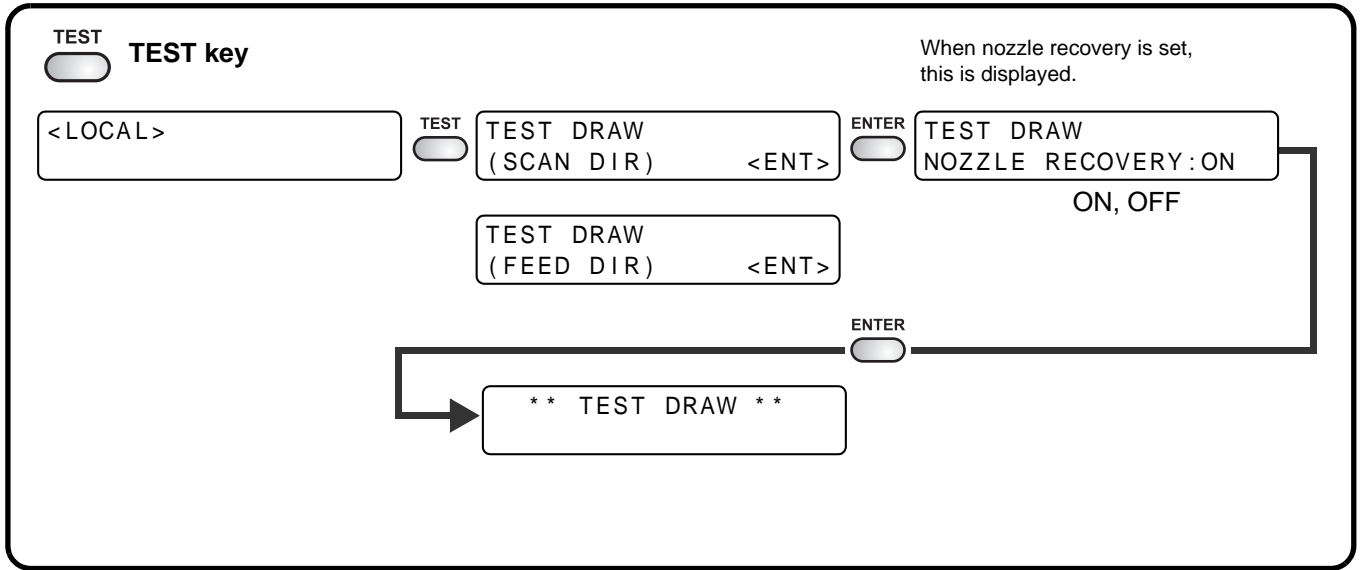 TEST
TEST key
When nozzle recovery is set,
this is displayed.
<LOCAL>
TEST
TEST DRAW
(SCAN DIR) <ENT>
ENTER
TEST DRAW
NOZZLE RECOVERY:ON
ON, OFF
TEST DRAW
(FEED DIR) <ENT>
ENTER
** TEST DRAW **